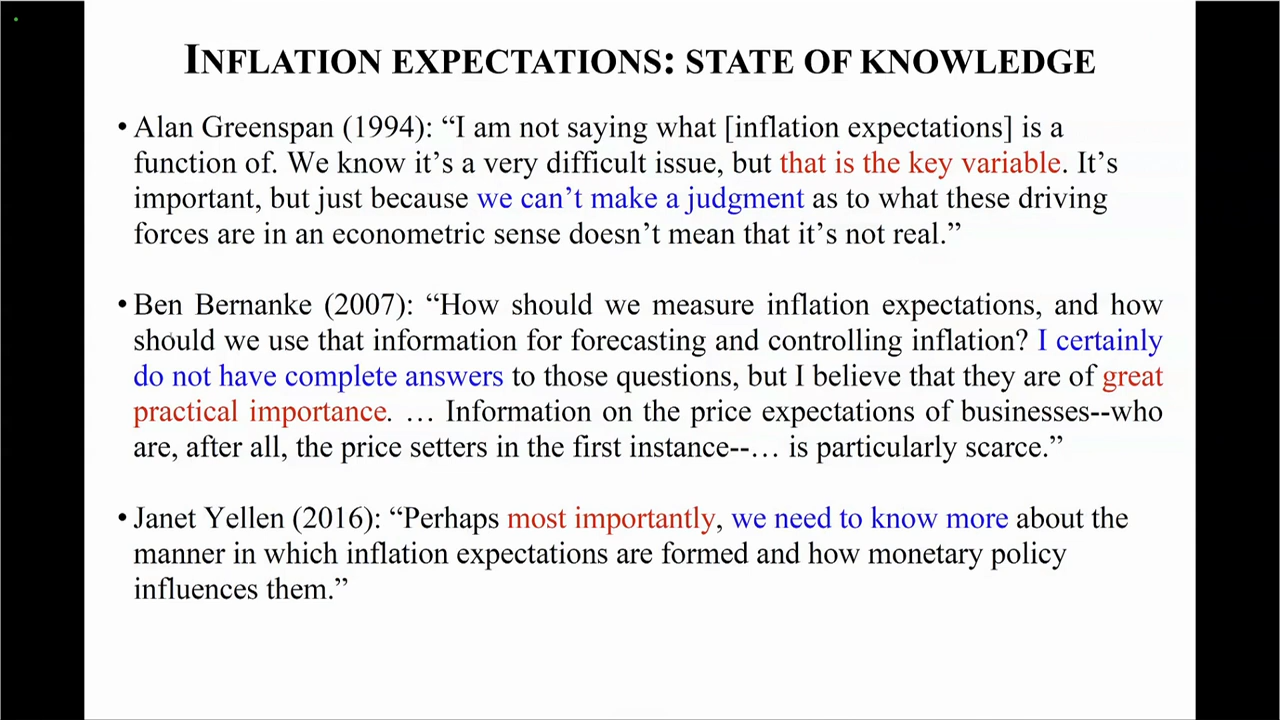 INFLATION EXPECTATIONS: STATE OF KNOWLEDGE
• Alan Greenspan (1994): “I am not saying what [inflation expectations] is a
function of. We know it’s a very difficult issue, but that is the key variable. It’s
important, but just because we can’t make a judgment as to what these driving
forces are in an econometric sense doesn’t mean that it’s not real.”
• Ben Bernanke (2007): “How should we measure inflation expectations, and how
should we use that information for forecasting and controlling inflation? I certainly
do not have complete answers to those questions, but I believe that they are of great
practical importance. … Information on the price expectations of businesses--who
are, after all, the price setters in the first instance--… is particularly scarce.”
• Janet Yellen (2016): “Perhaps most importantly, we need to know more about the
manner in which inflation expectations are formed and how monetary policy
influences them.”